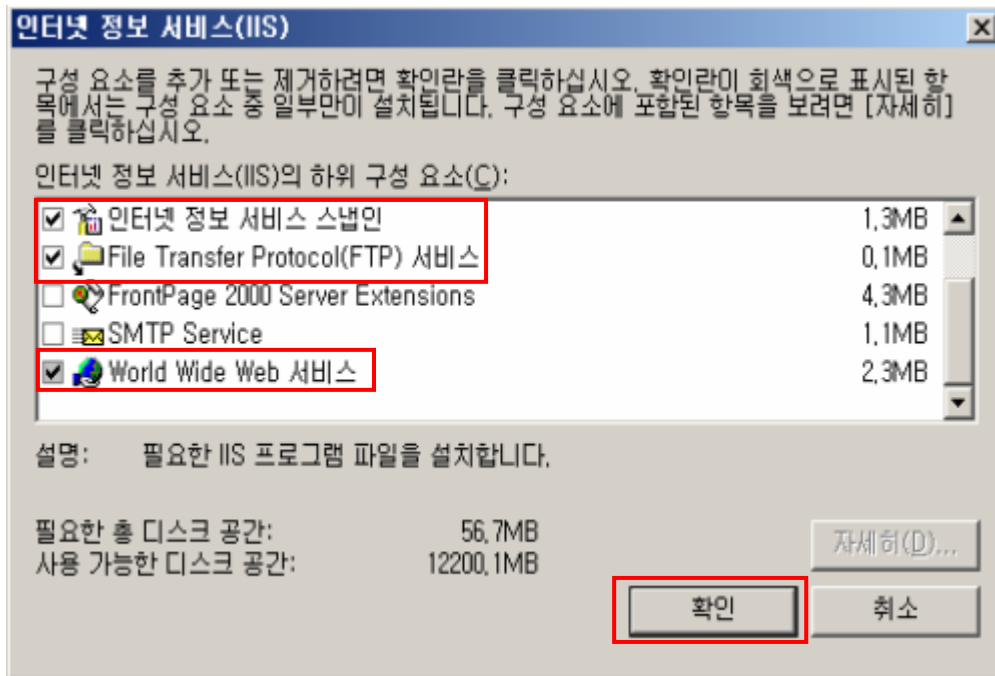 인터넷 정보 서비스(IIS)
구성 요소를 추가 또는 제거하려면 확인란을 클릭하십시오. 확인란이 회색으로 표시된 항
목에서는 구성 요소 중 일부만이 설치됩니다. 구성 요소에 포함된 항목을 보려면 [자세히]
를 클릭하십시오.
인터넷 정보 서비스(IIS)의 하위 구성 요소(C):
인터넷 정보 서비스 스냅인 1.3MB
File Transfer Protocol(FTP) 서비스 0.1MB
FrontPage 2000 Server Extensions 4.3MB
SMTP Service 1.1MB
World Wide Web 서비스 2.3MB
설명: 필요한 IIS 프로그램 파일을 설치합니다.
필요한 총 디스크 공간: 56.7MB
사용 가능한 디스크 공간: 12200.1MB
자세히(D)...
확인 취소